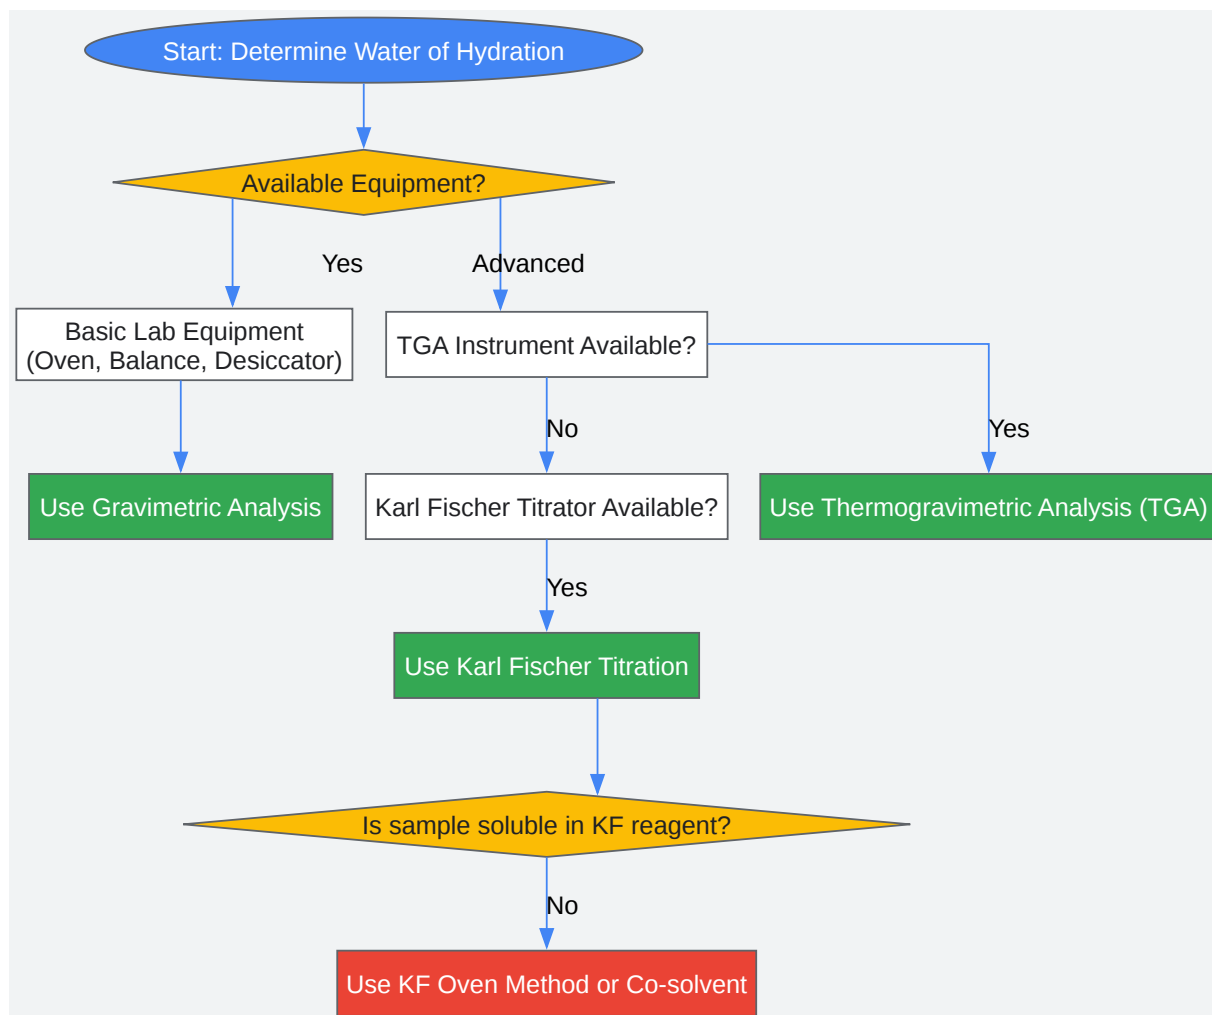 Start: Determine Water of Hydration
Available Equipment?
Yes
Advanced
Basic Lab Equipment
(Oven, Balance, Desiccator)
TGA Instrument Available?
No
Yes
Use Gravimetric Analysis
Karl Fischer Titrator Available?
Use Thermogravimetric Analysis (TGA)
Yes
Use Karl Fischer Titration
Is sample soluble in KF reagent?
No
Use KF Oven Method or Co-solvent